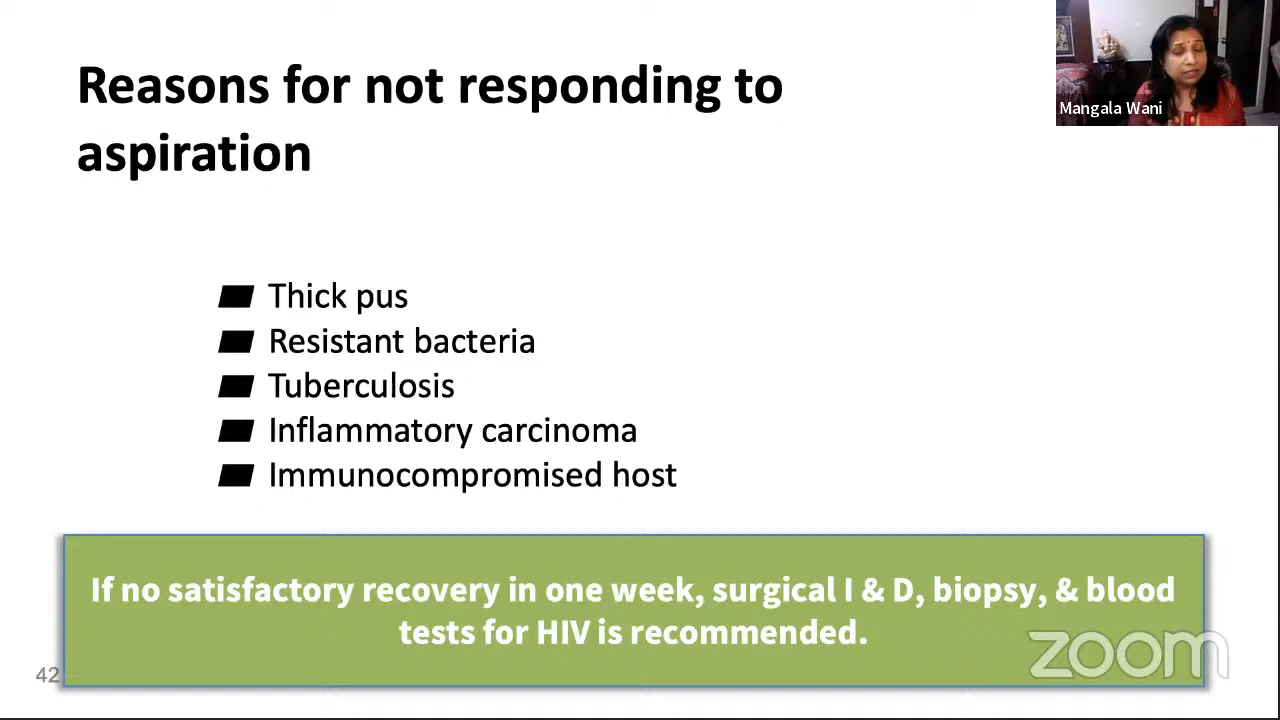 Reasons for not responding to
aspiration
Mangala Wani
Thick pus
Resistant bacteria
Tuberculosis
Inflammatory carcinoma
Immunocompromised host
If no satisfactory recovery in one week, surgical I & D, biopsy, & blood
tests for HIV is recommended.
zoom
42